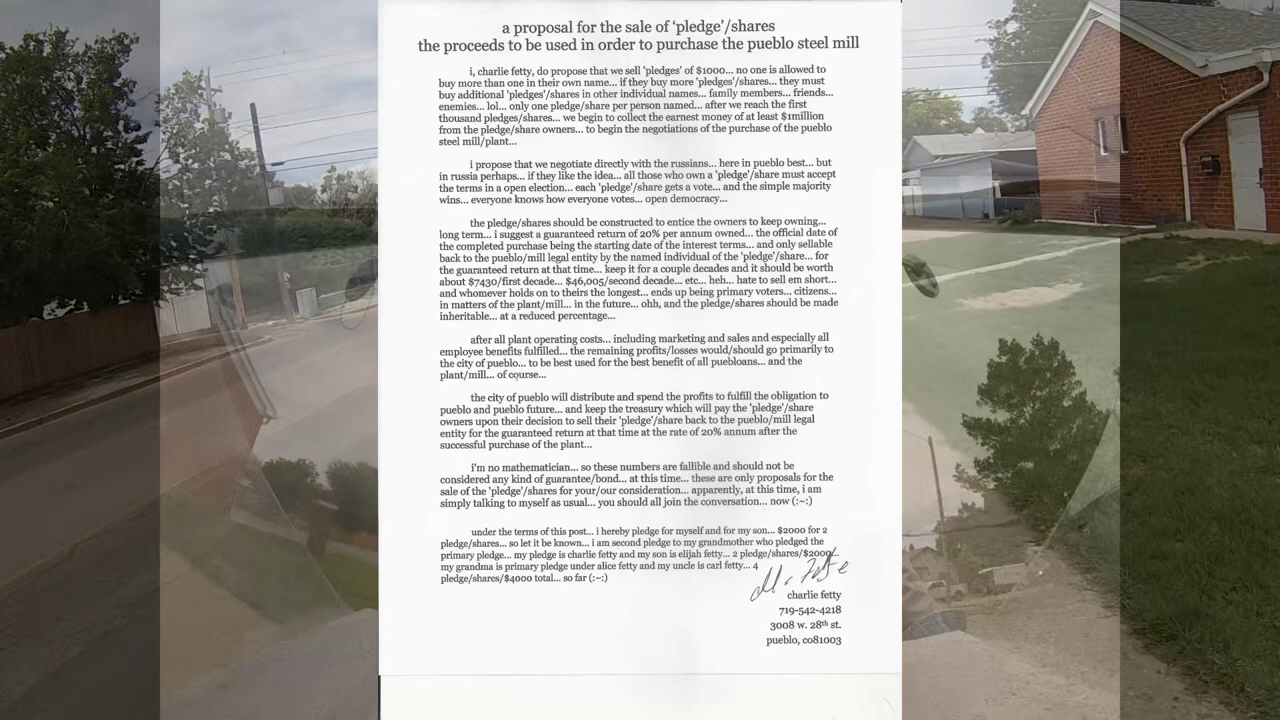 a proposal for the sale of ‘pledge’/shares
the proceeds to be used in order to purchase the pueblo steel mill
i, charlie fetty, do propose that we sell 'pledges' of $1000... no one is allowed to
buy more than one in their own name... if they buy more 'pledges'/shares... they must
buy additional 'pledges'/shares in other individual names... family members... friends...
enemies... lol... only one pledge/share per person named... after we reach the first
thousand pledges/shares... we begin to collect the earnest money of at least $1million
from the pledge/share owners... to begin the negotiations of the purchase of the pueblo
steel mill/plant...
i propose that we negotiate directly with the russians... here in pueblo best... but
in russia perhaps... if they like the idea... all those who own a 'pledge'/share must accept
the terms in a open election... each 'pledge'/share gets a vote... and the simple majority
wins... everyone knows how everyone votes... open democracy...
the pledge/shares should be constructed to entice the owners to keep owning...
long term... i suggest a guaranteed return of 20% per annum owned... the official date of
the completed purchase being the starting date of the interest terms... and only sellable
back to the pueblo/mill legal entity by the named individual of the 'pledge'/share... for
the guaranteed return at that time... keep it for a couple decades and it should be worth
about $7430/first decade... $46,005/second decade... etc... heh... hate to sell em short...
and whomever holds on to theirs the longest... ends up being primary voters... citizens...
in matters of the plant/mill... in the future... ohh, and the pledge/shares should be made
inheritable... at a reduced percentage...
after all plant operating costs... including marketing and sales and especially all
employee benefits fulfilled... the remaining profits/losses would/should go primarily to
the city of pueblo... to be best used for the best benefit of all puebloans... and the
plant/mill... of course...
the city of pueblo will distribute and spend the profits to fulfill the obligation to
pueblo and pueblo future... and keep the treasury which will pay the 'pledge'/share
owners upon their decision to sell their 'pledge'/share back to the pueblo/mill legal
entity for the guaranteed return at that time at the rate of 20% annum after the
successful purchase of the plant...
i'm no mathematician... so these numbers are fallible and should not be
considered any kind of guarantee/bond... at this time... these are only proposals for the
sale of the 'pledge'/shares for your/our consideration... apparently, at this time, i am
simply talking to myself as usual... you should all join the conversation... now (:~:)
under the terms of this post... i hereby pledge for myself and for my son... $2000 for 2
pledge/shares... so let it be known... i am second pledge to my grandmother who pledged the
primary pledge... my pledge is charlie fetty and my son is elijah fetty... 2 pledge/shares/$2000...
my grandma is primary pledge under alice fetty and my uncle is carl fetty... 4
pledge/shares/$4000 total... so far (:~:)
charlie fetty
719-542-4218
3008 w. 28th st.
pueblo, co81003